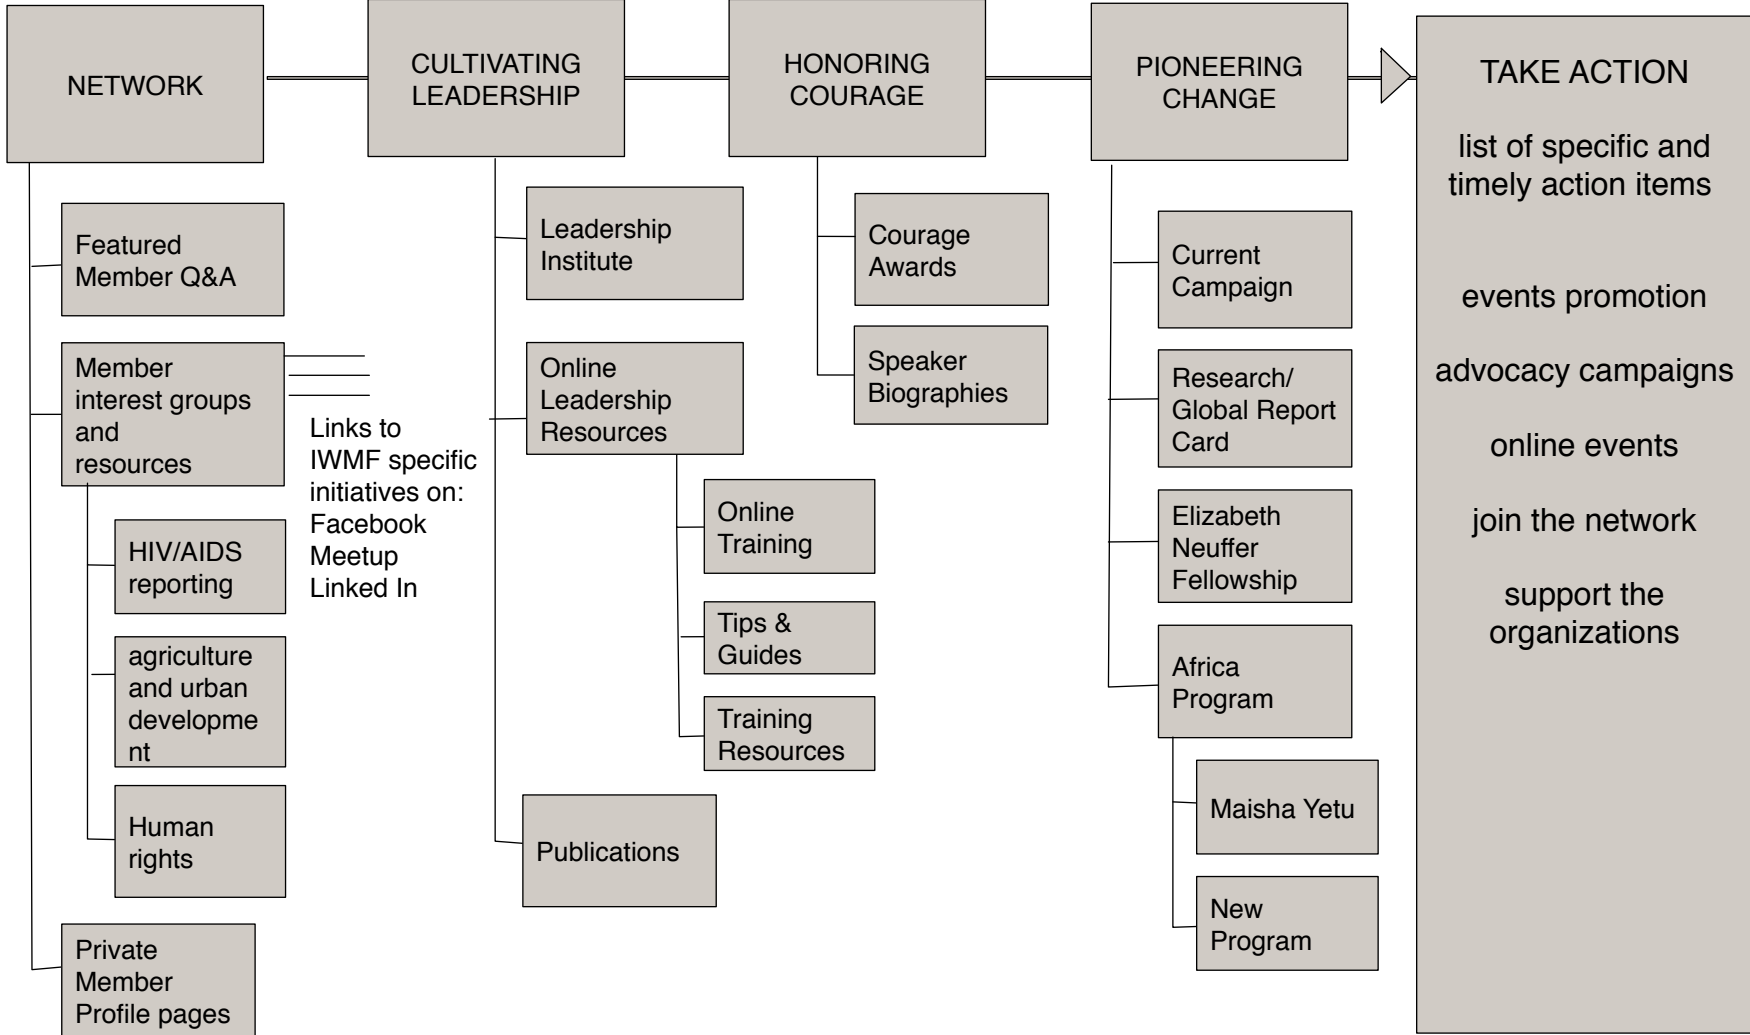 NETWORK
Featured
Member Q&A
Member
interest groups
and
resources
Links to
IWMF specific
initiatives on:
Facebook
Meetup
Linked In
HIV/AIDS
reporting
agriculture
and urban
developme
nt
Human
rights
Private
Member
Profile pages
CULTIVATING
LEADERSHIP
Leadership
Institute
Online
Leadership
Resources
Online
Training
Tips &
Guides
Training
Resources
Publications
HONORING
COURAGE
Courage
Awards
Speaker
Biographies
PIONEERING
CHANGE
Current
Campaign
Research/
Global Report
Card
Elizabeth
Neuffer
Fellowship
Africa
Program
Maisha Yetu
New
Program
TAKE ACTION
list of specific and
timely action items
events promotion
advocacy campaigns
online events
join the network
support the
organizations